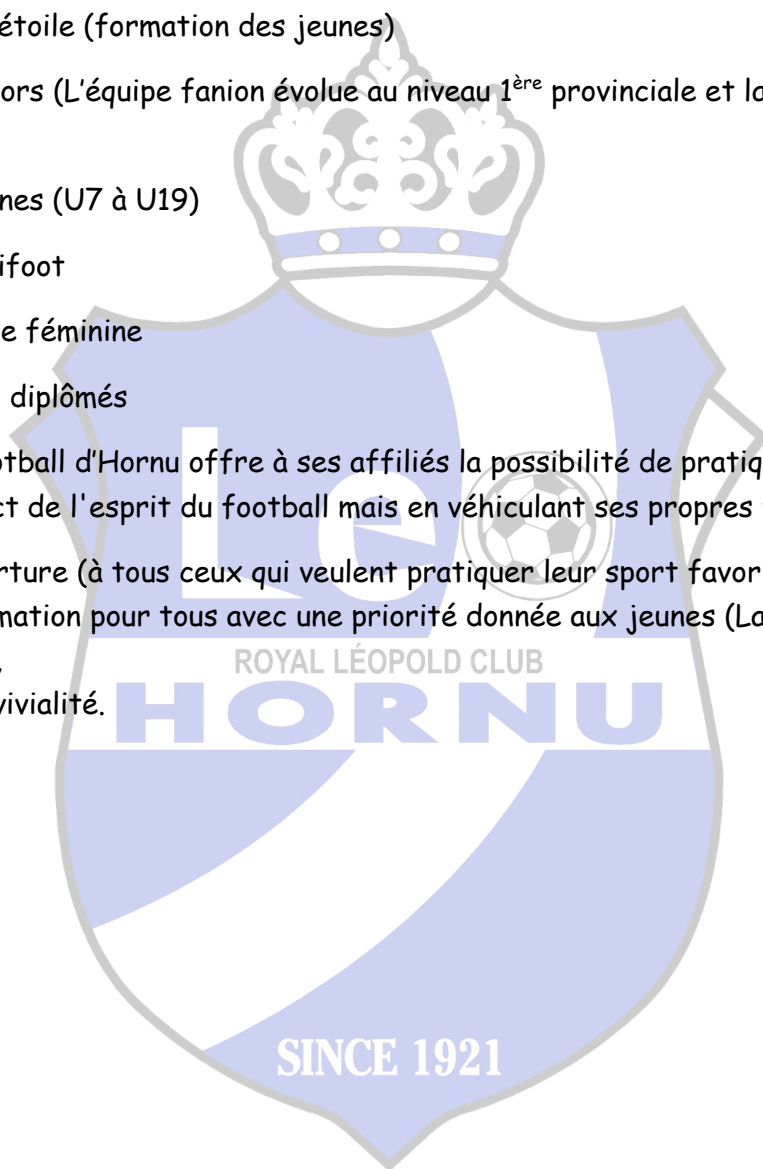 étoile (formation des jeunes)
ors (L'équipe fanion évolue au niveau 1ère provinciale et la
nes (U7 à U19)
ifoot
e féminine
diplômés
otball d'Hornu offre à ses affiliés la possibilité de pratiq
ct de l'esprit du football mais en véhiculant ses propres
rture (à tous ceux qui veulent pratiquer leur sport favor
mation pour tous avec une priorité donnée aux jeunes (La
vivialité.
Leo
ROYAL LÉOPOLD CLUB
HORNU
SINCE 1921